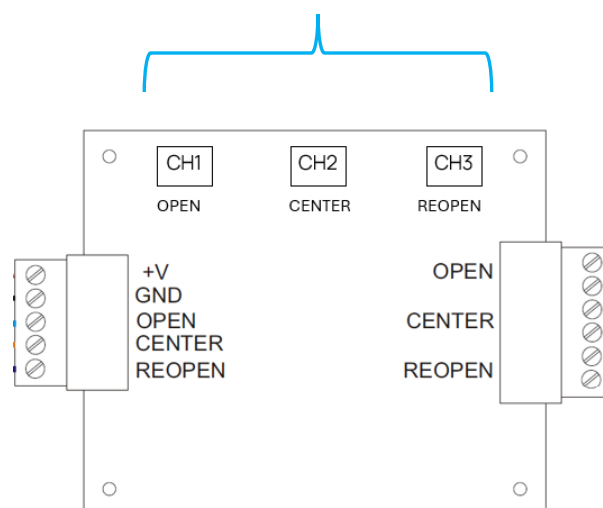 CH1 CH2 CH3
OPEN CENTER REOPEN
+V
GND
OPEN
CENTER
REOPEN
OPEN
CENTER
REOPEN